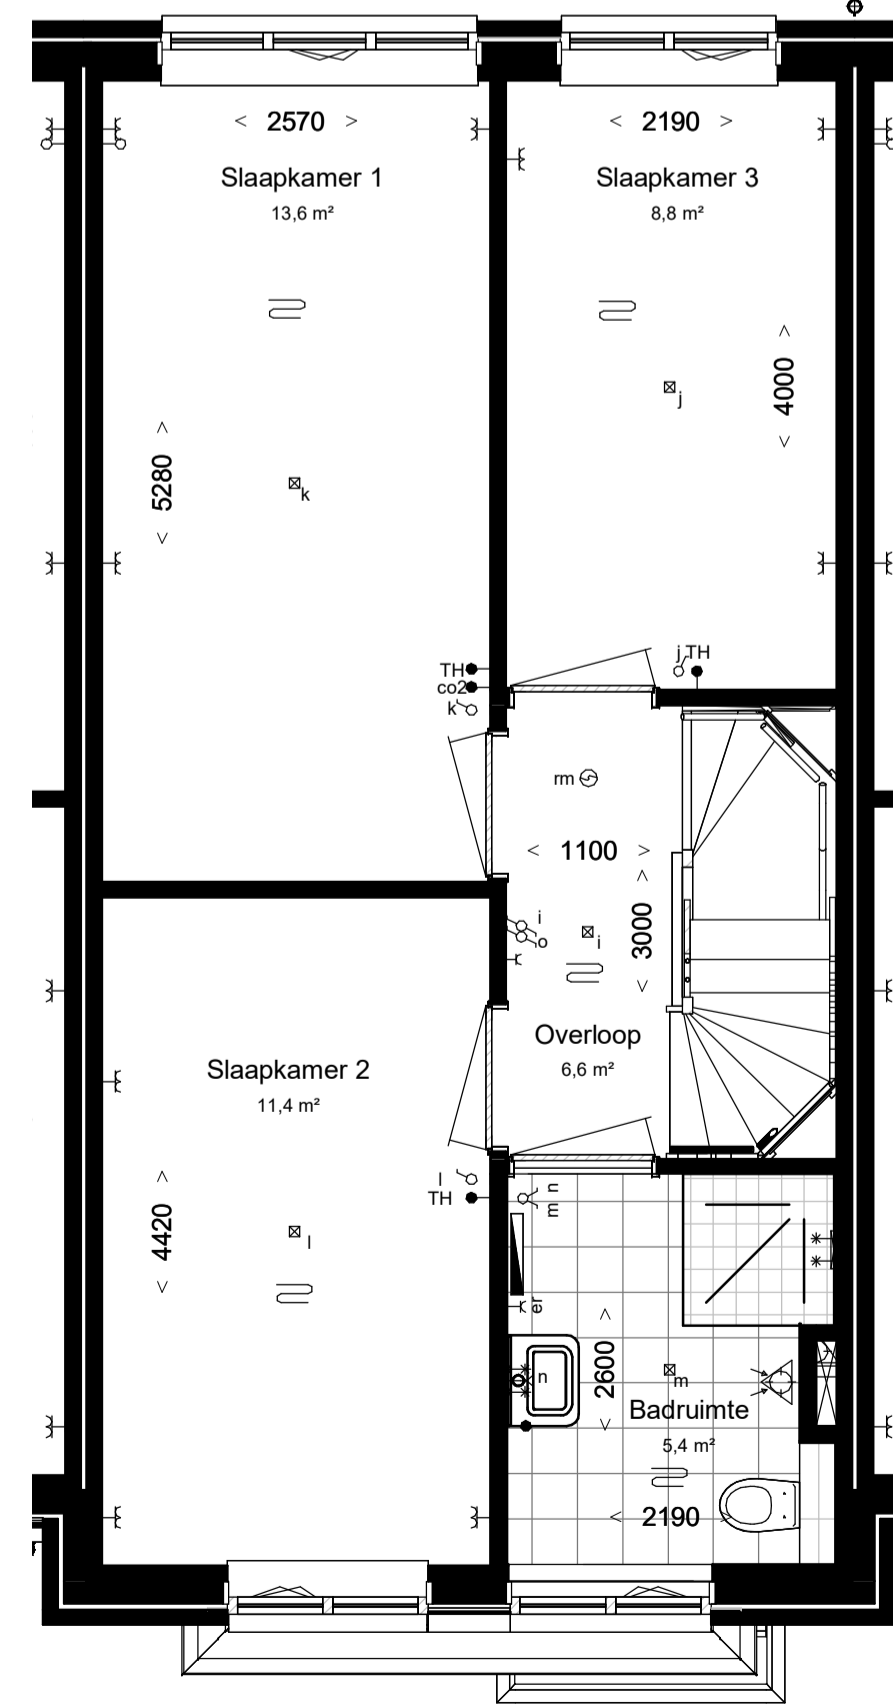 < 2570 >
< 2190 >
Slaapkamer 1
13,6 m²
Slaapkamer 3
8,8 m²
< 4000 >
j
< 5280 >
k
j TH
TH
co2
k
rm
< 1100 >
i
o
i
< 3000 >
Overloop
6,6 m²
Slaapkamer 2
11,4 m²
l
TH
m n
< 4420 >
l
er
< 2600 >
n
m
Badruimte
5,4 m²
< 2190 >